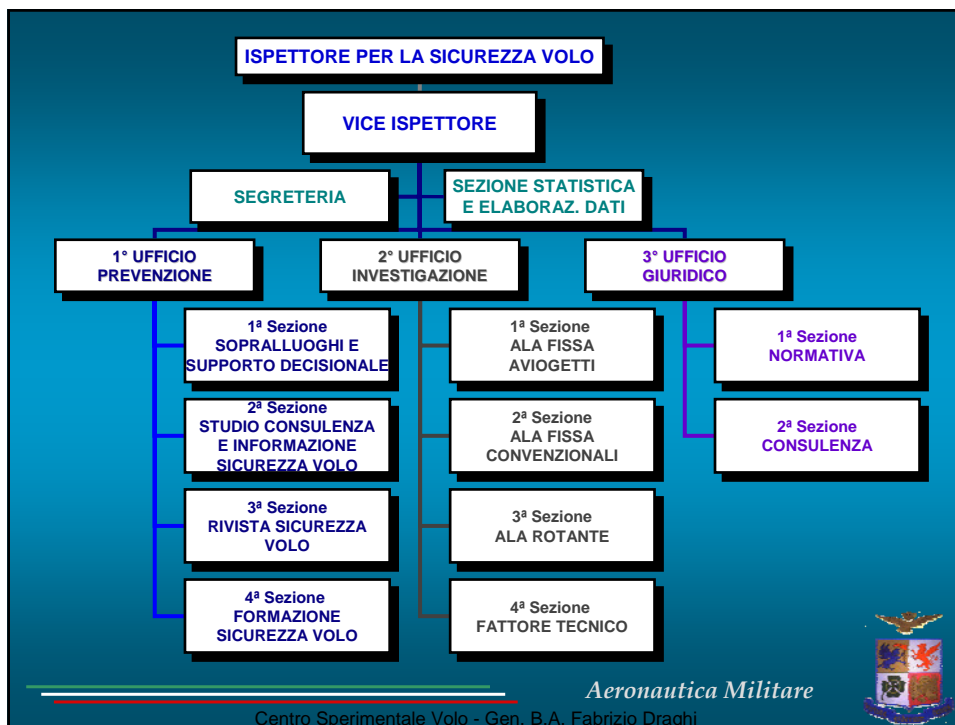 ISPETTORE PER LA SICUREZZA VOLO
VICE ISPETTORE
SEGRETERIA
SEZIONE STATISTICA
E ELABORAZ. DATI
1° UFFICIO
PREVENZIONE
2° UFFICIO
INVESTIGAZIONE
3° UFFICIO
GIURIDICO
1ª Sezione
SOPRALLUOGHI E
SUPPORTO DECISIONALE
2ª Sezione
STUDIO CONSULENZA
E INFORMAZIONE
SICUREZZA VOLO
3ª Sezione
RIVISTA SICUREZZA
VOLO
4ª Sezione
FORMAZIONE
SICUREZZA VOLO
1ª Sezione
ALA FISSA
AVIOGETTI
2ª Sezione
ALA FISSA
CONVENZIONALI
3ª Sezione
ALA ROTANTE
4ª Sezione
FATTORE TECNICO
1ª Sezione
NORMATIVA
2ª Sezione
CONSULENZA
Aeronautica Militare
Centro Sperimentale Volo - Gen. B.A. Fabrizio Draghi